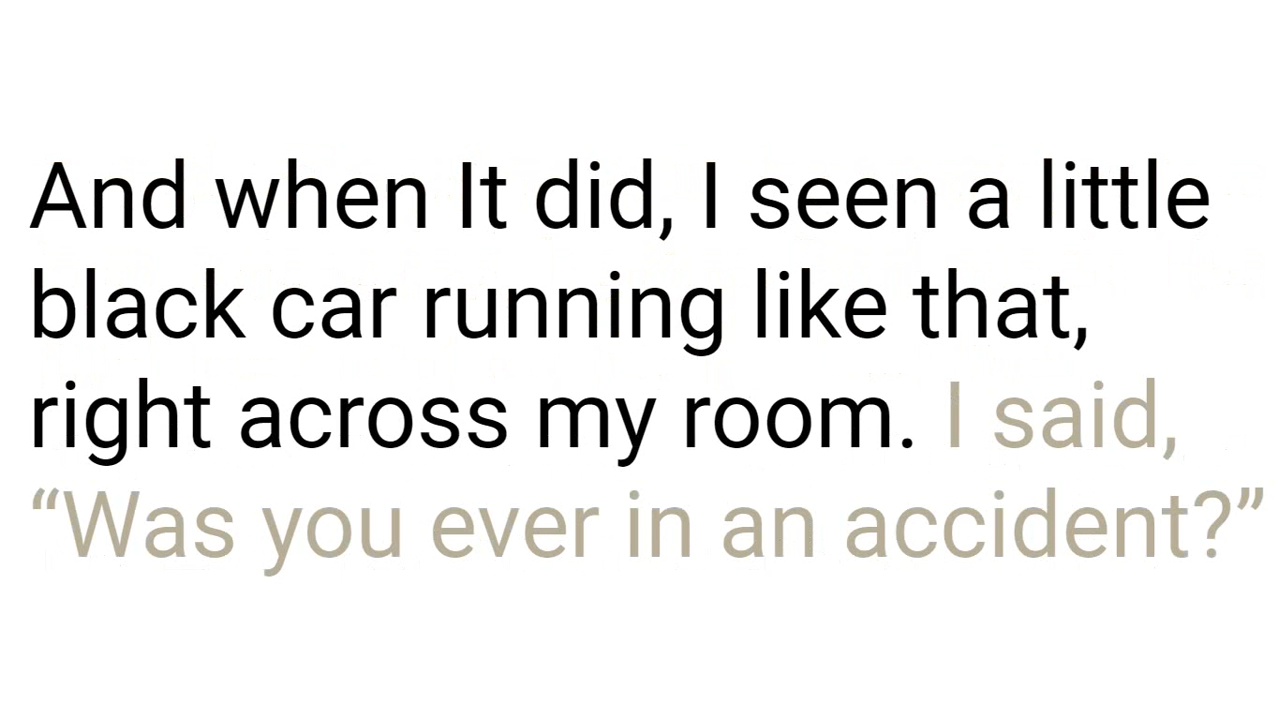 And when It did, I seen a little
black car running like that,
right across my room. I said,
“Was you ever in an accident?”